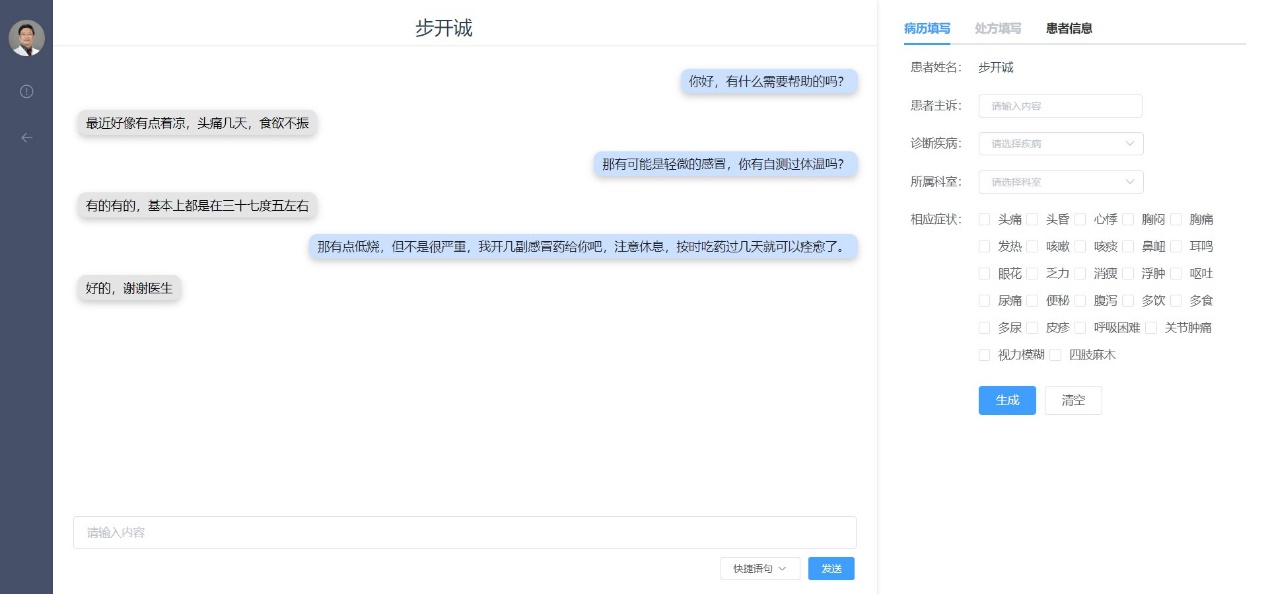 步开诚
你好，有什么需要帮助的吗？
最近好像有点着凉，头痛几天，食欲不振
那有可能是轻微的感冒，你有自测过体温吗？
有的有的，基本上都是在三十七度五左右
那有点低烧，但不是很严重，我开几副感冒药给你吧，注意休息，按时吃药过几天就可以痊愈了。
好的，谢谢医生
请输入内容
快捷语句
发送
病历填写 处方填写 患者信息
患者姓名： 步开诚
患者主诉： 请输入内容
诊断疾病： 请选择疾病
所属科室： 请选择科室
相应症状： 头痛 头昏 心悸 胸闷 胸痛
发热 咳嗽 咳痰 鼻衄 耳鸣
眼花 乏力 消瘦 浮肿 呕吐
尿痛 便秘 腹泻 多饮 多食
多尿 皮疹 呼吸困难 关节肿痛
视力模糊 四肢麻木
生成 清空